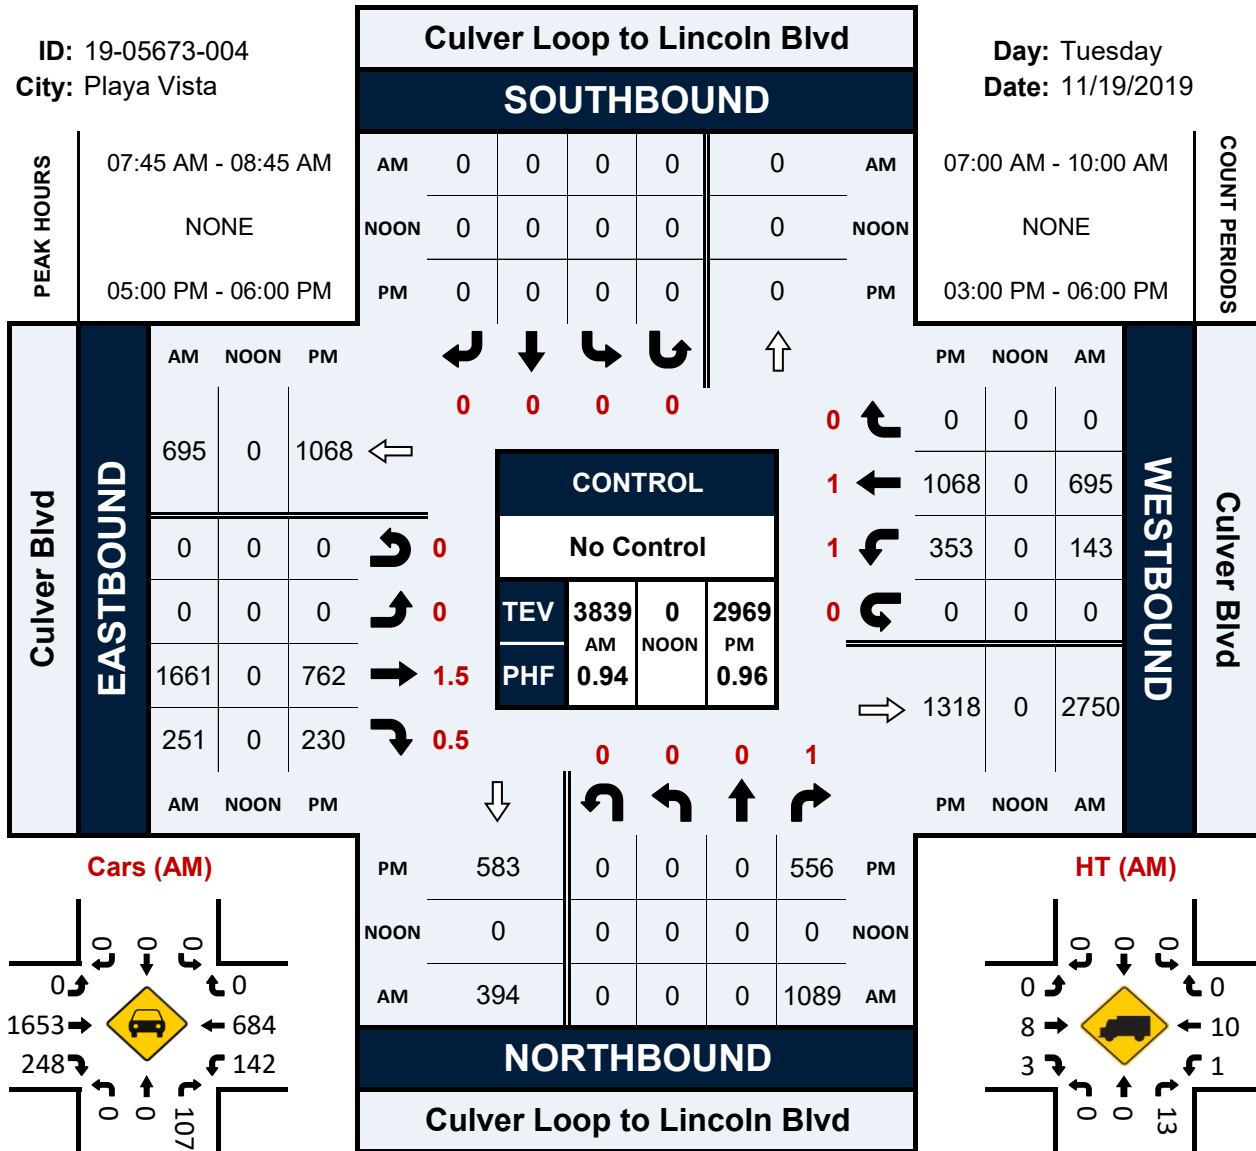 Culver Loop to Lincoln Blvd
ID: 19-05673-004
City: Playa Vista
Day: Tuesday
Date: 11/19/2019
SOUTHBOUND
PEAK HOURS
07:45 AM - 08:45 AM
NONE
05:00 PM - 06:00 PM
AM 0 0 0 0 0 AM
NOON 0 0 0 0 0 NOON
PM 0 0 0 0 0 PM
07:00 AM - 10:00 AM
NONE
03:00 PM - 06:00 PM
COUNT PERIODS
0 0 0 0
Culver Blvd
EASTBOUND
AM NOON PM
695 0 1068
0 0 0 0
0 0 0 0
1661 0 762 1.5
251 0 230 0.5
AM NOON PM
CONTROL
No Control
TEV 3839 0 2969
AM NOON PM
PHF 0.94 0.96
PM NOON AM
0 0 0 0
1 1068 0 695
1 353 0 143
0 0 0 0
1318 0 2750
PM NOON AM
WESTBOUND
Culver Blvd
0 0 0 1
PM 583 0 0 0 556 PM
NOON 0 0 0 0 0 NOON
AM 394 0 0 0 1089 AM
NORTHBOUND
Culver Loop to Lincoln Blvd
Cars (AM)
0 0 0
0 0
1653 684
248 142
0 0 107
HT (AM)
0 0 0
0 0
8 10
3 1
0 0 13